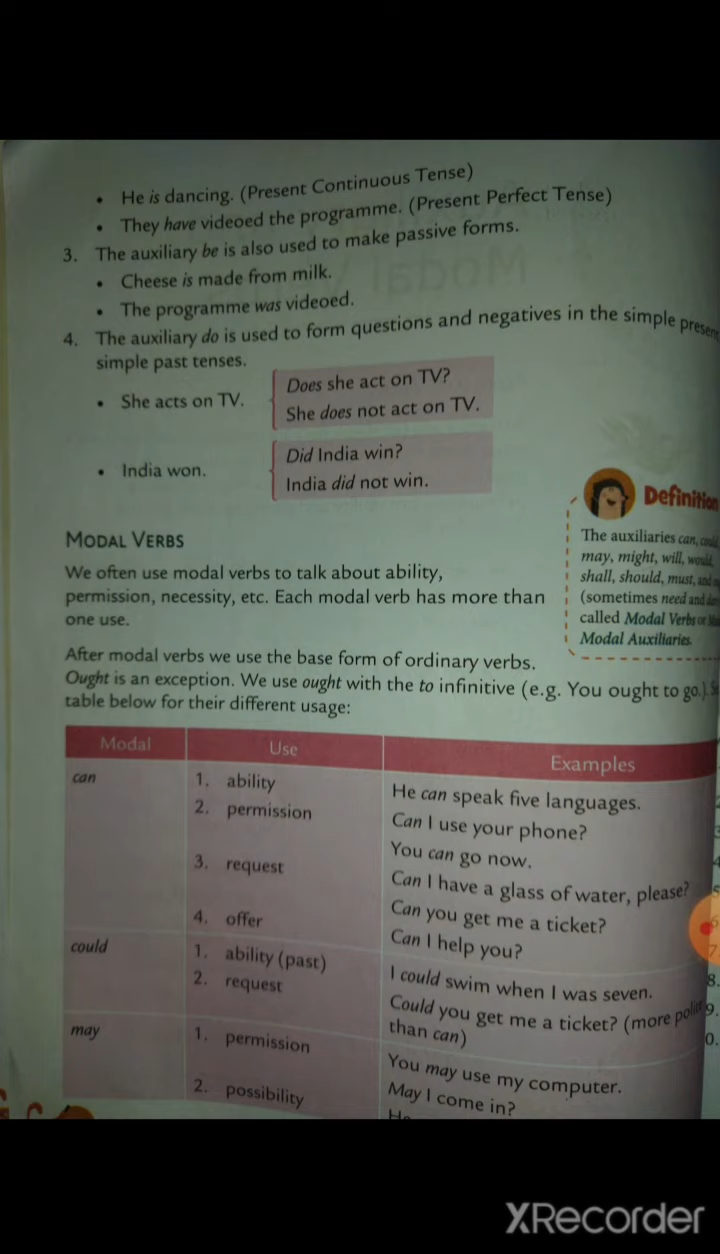 • He is dancing. (Present Continuous Tense)
• They have videoed the programme. (Present Perfect Tense)
3. The auxiliary be is also used to make passive forms.
• Cheese is made from milk.
• The programme was videoed.
4. The auxiliary do is used to form questions and negatives in the simple present
simple past tenses.
• She acts on TV.
Does she act on TV?
She does not act on TV.
• India won.
Did India win?
India did not win.
Definition
The auxiliaries can, could,
may, might, will, would,
shall, should, must, and
(sometimes need and
called Modal Verbs or
Modal Auxiliaries.
MODAL VERBS
We often use modal verbs to talk about ability,
permission, necessity, etc. Each modal verb has more than
one use.
After modal verbs we use the base form of ordinary verbs.
Ought is an exception. We use ought with the to infinitive (e.g. You ought to go.).
table below for their different usage:
Modal Use Examples
can 1. ability He can speak five languages.
2. permission Can I use your phone?
You can go now.
3. request Can I have a glass of water, please?
Can you get me a ticket?
4. offer Can I help you?
could 1. ability (past) I could swim when I was seven.
2. request Could you get me a ticket? (more polite
than can)
may 1. permission You may use my computer.
May I come in?
2. possibility
8.
9.
0.
XRecorder